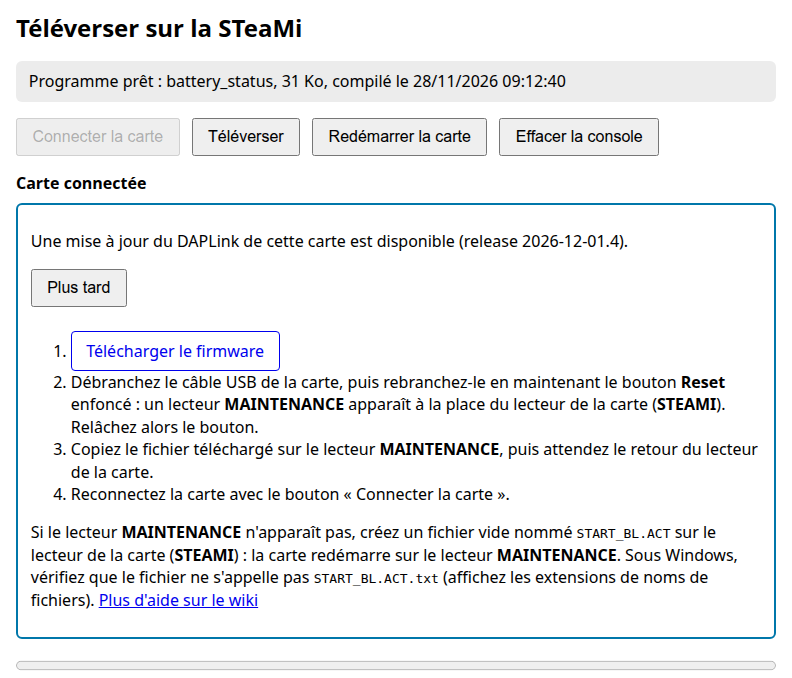 Téléverser sur la STeaMi
Programme prêt : battery_status, 31 Ko, compilé le 28/11/2026 09:12:40
Connecter la carte
Téléverser
Redémarrer la carte
Effacer la console
Carte connectée
Une mise à jour du DAPLink de cette carte est disponible (release 2026-12-01.4).
Plus tard
1. Télécharger le firmware
2. Débranchez le câble USB de la carte, puis rebranchez-le en maintenant le bouton Reset
enfoncé : un lecteur MAINTENANCE apparaît à la place du lecteur de la carte (STEAMI).
Relâchez alors le bouton.
3. Copiez le fichier téléchargé sur le lecteur MAINTENANCE, puis attendez le retour du lecteur
de la carte.
4. Reconnectez la carte avec le bouton « Connecter la carte ».
Si le lecteur MAINTENANCE n'apparaît pas, créez un fichier vide nommé START_BL.ACT sur le
lecteur de la carte (STEAMI) : la carte redémarre sur le lecteur MAINTENANCE. Sous Windows,
vérifiez que le fichier ne s'appelle pas START_BL.ACT.txt (affichez les extensions de noms de
fichiers). Plus d'aide sur le wiki